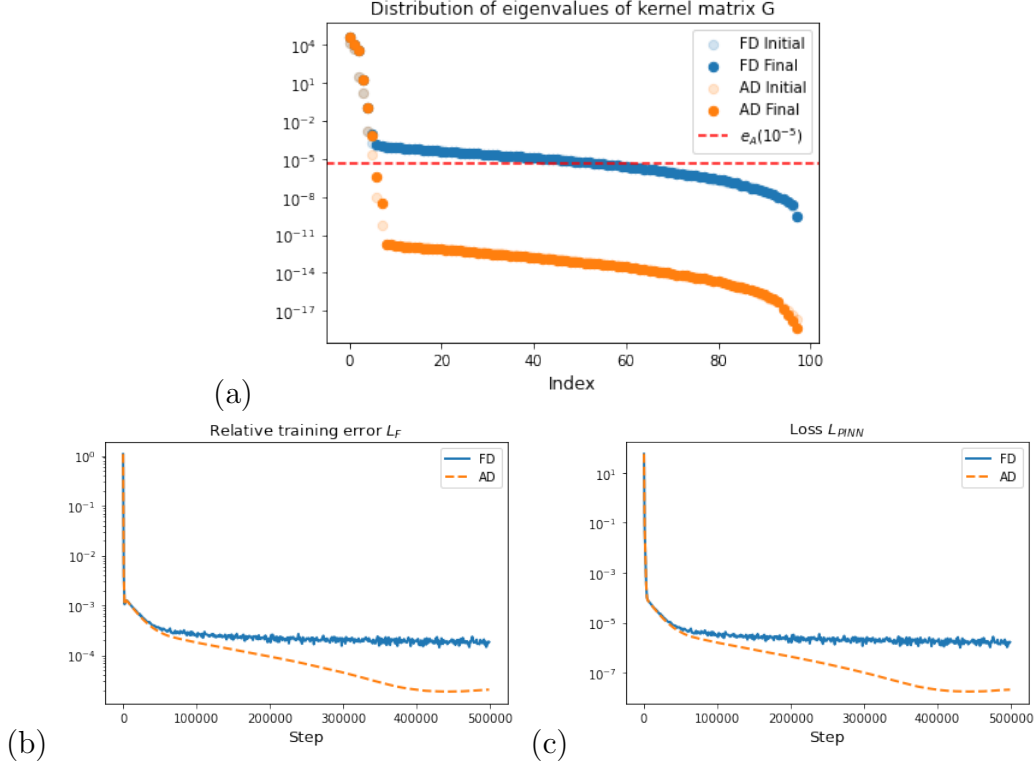 Distribution of eigenvalues of kernel matrix G
10^4
10^1
10^-2
10^-5
10^-8
10^-11
10^-14
10^-17
FD Initial
FD Final
AD Initial
AD Final
e_A(10^-5)
0 20 40 60 80 100
Index
(a)
Relative training error L_F
10^0
10^-1
10^-2
10^-3
10^-4
FD
AD
0 100000 200000 300000 400000 500000
Step
(b)
Loss L_PINN
10^1
10^-1
10^-3
10^-5
10^-7
FD
AD
0 100000 200000 300000 400000 500000
Step
(c)